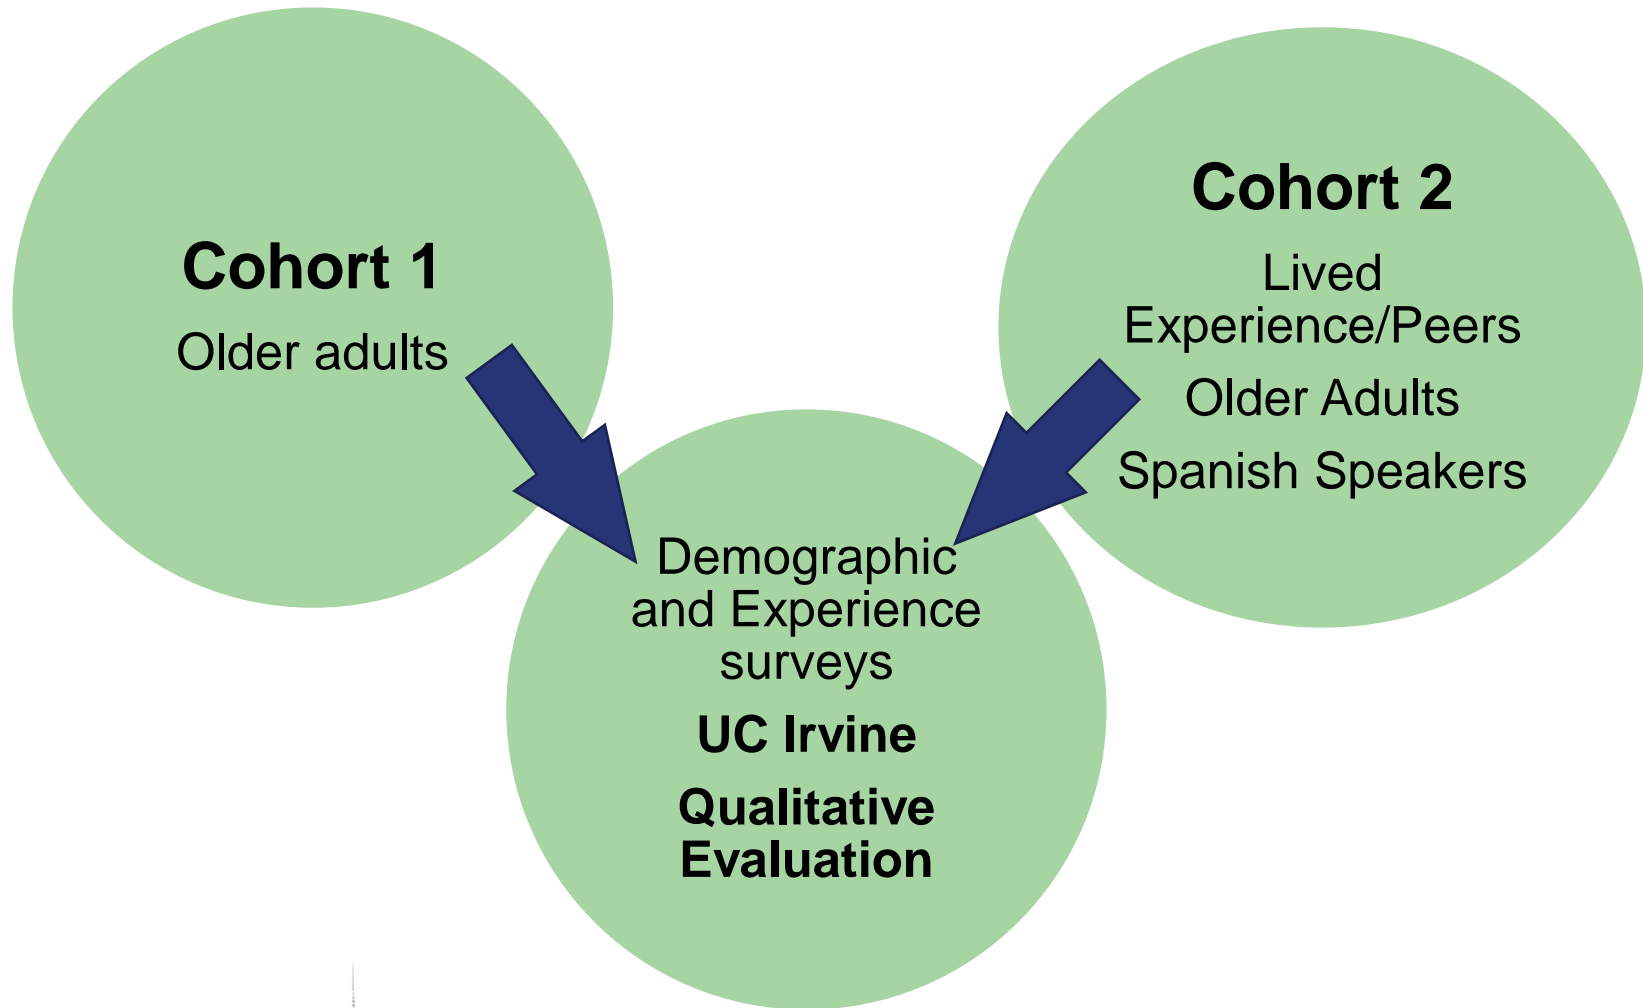 Cohort 1
Older adults
Cohort 2
Lived
Experience/Peers
Older Adults
Spanish Speakers
Demographic
and Experience
surveys
UC Irvine
Qualitative
Evaluation